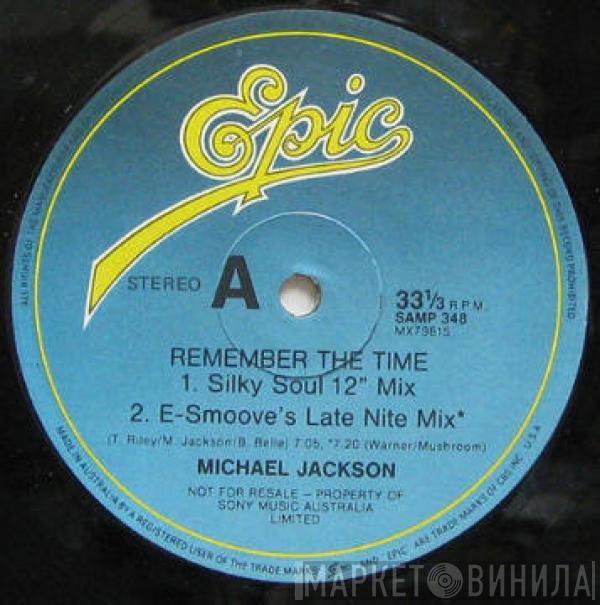 Epic
STEREO A
33⅓ RPM
SAMP 348
MX79615
REMEMBER THE TIME
1. Silky Soul 12" Mix
2. E-Smoove's Late Nite Mix*
(T. Riley/M. Jackson/B. Belle) 7.05, *7.20 (Warner/Mushroom)
MICHAEL JACKSON
NOT FOR RESALE – PROPERTY OF
SONY MUSIC AUSTRALIA
LIMITED
ALL RIGHTS OF THE
RECORD PROHIBITED
MADE IN AUSTRALIA BY A REGISTERED USER OF THE TRADE MARKS. EPIC ARE TRADE MARKS OF CBS INC. U.S.A.
МАРКЕТ ВИНИЛА